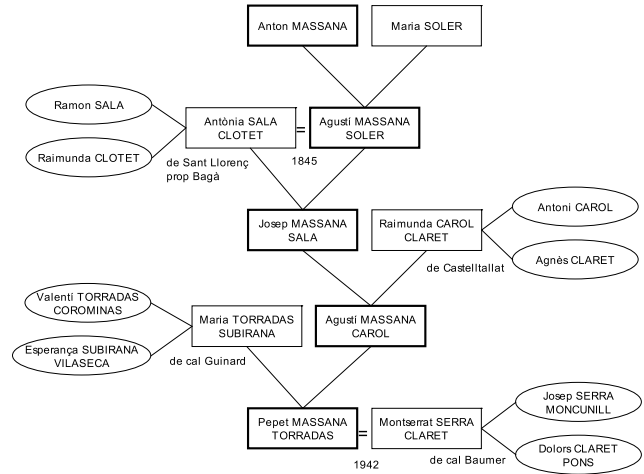 Anton MASSANA
Maria SOLER
Ramon SALA
Raimunda CLOTET
Antònia SALA
CLOTET
=
Agustí MASSANA
SOLER
de Sant Llorenç
prop Bagà
1845
Josep MASSANA
SALA
Raimunda CAROL
CLARET
Antoni CAROL
Agnès CLARET
de Castelltallat
Valentí TORRADAS
COROMINAS
Esperança SUBIRANA
VILASECA
Maria TORRADAS
SUBIRANA
Agustí MASSANA
CAROL
de cal Guinard
Pepet MASSANA
TORRADAS
=
Montserrat SERRA
CLARET
Josep SERRA
MONCUNILL
Dolors CLARET
PONS
1942
de cal Baumer